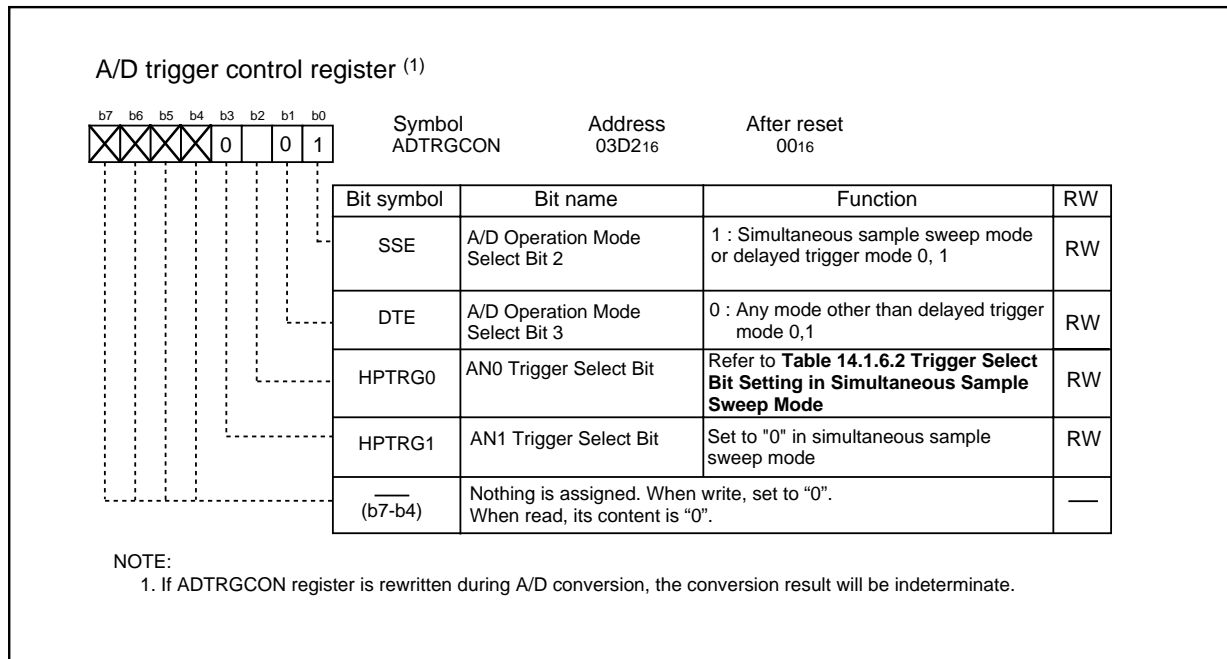 A/D trigger control register (1)
b7 b6 b5 b4 b3 b2 b1 b0
0 0 1
Symbol Address After reset
ADTRGCON 03D216 0016
Bit symbol Bit name Function RW
SSE A/D Operation Mode Select Bit 2 1 : Simultaneous sample sweep mode or delayed trigger mode 0, 1 RW
DTE A/D Operation Mode Select Bit 3 0 : Any mode other than delayed trigger mode 0,1 RW
HPTRG0 AN0 Trigger Select Bit Refer to Table 14.1.6.2 Trigger Select Bit Setting in Simultaneous Sample Sweep Mode RW
HPTRG1 AN1 Trigger Select Bit Set to "0" in simultaneous sample sweep mode RW
(b7-b4) Nothing is assigned. When write, set to “0”.
When read, its content is “0”.
NOTE:
1. If ADTRGCON register is rewritten during A/D conversion, the conversion result will be indeterminate.